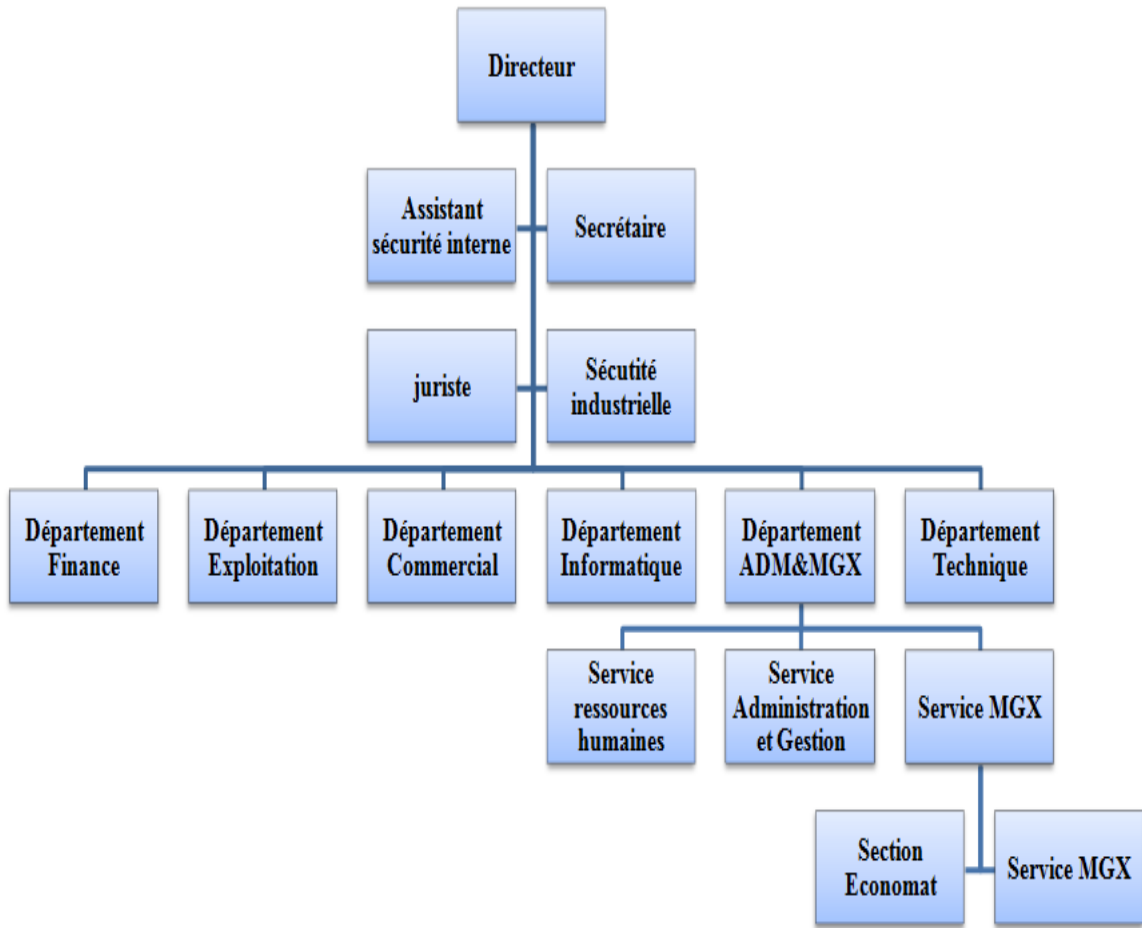 Directeur
Assistant
sécurité interne
Secrétaire
juriste
Sécutité
industrielle
Département
Finance
Département
Exploitation
Département
Commercial
Département
Informatique
Département
ADM&MGX
Département
Technique
Service
ressources
humaines
Service
Administration
et Gestion
Service MGX
Section
Economat
Service MGX